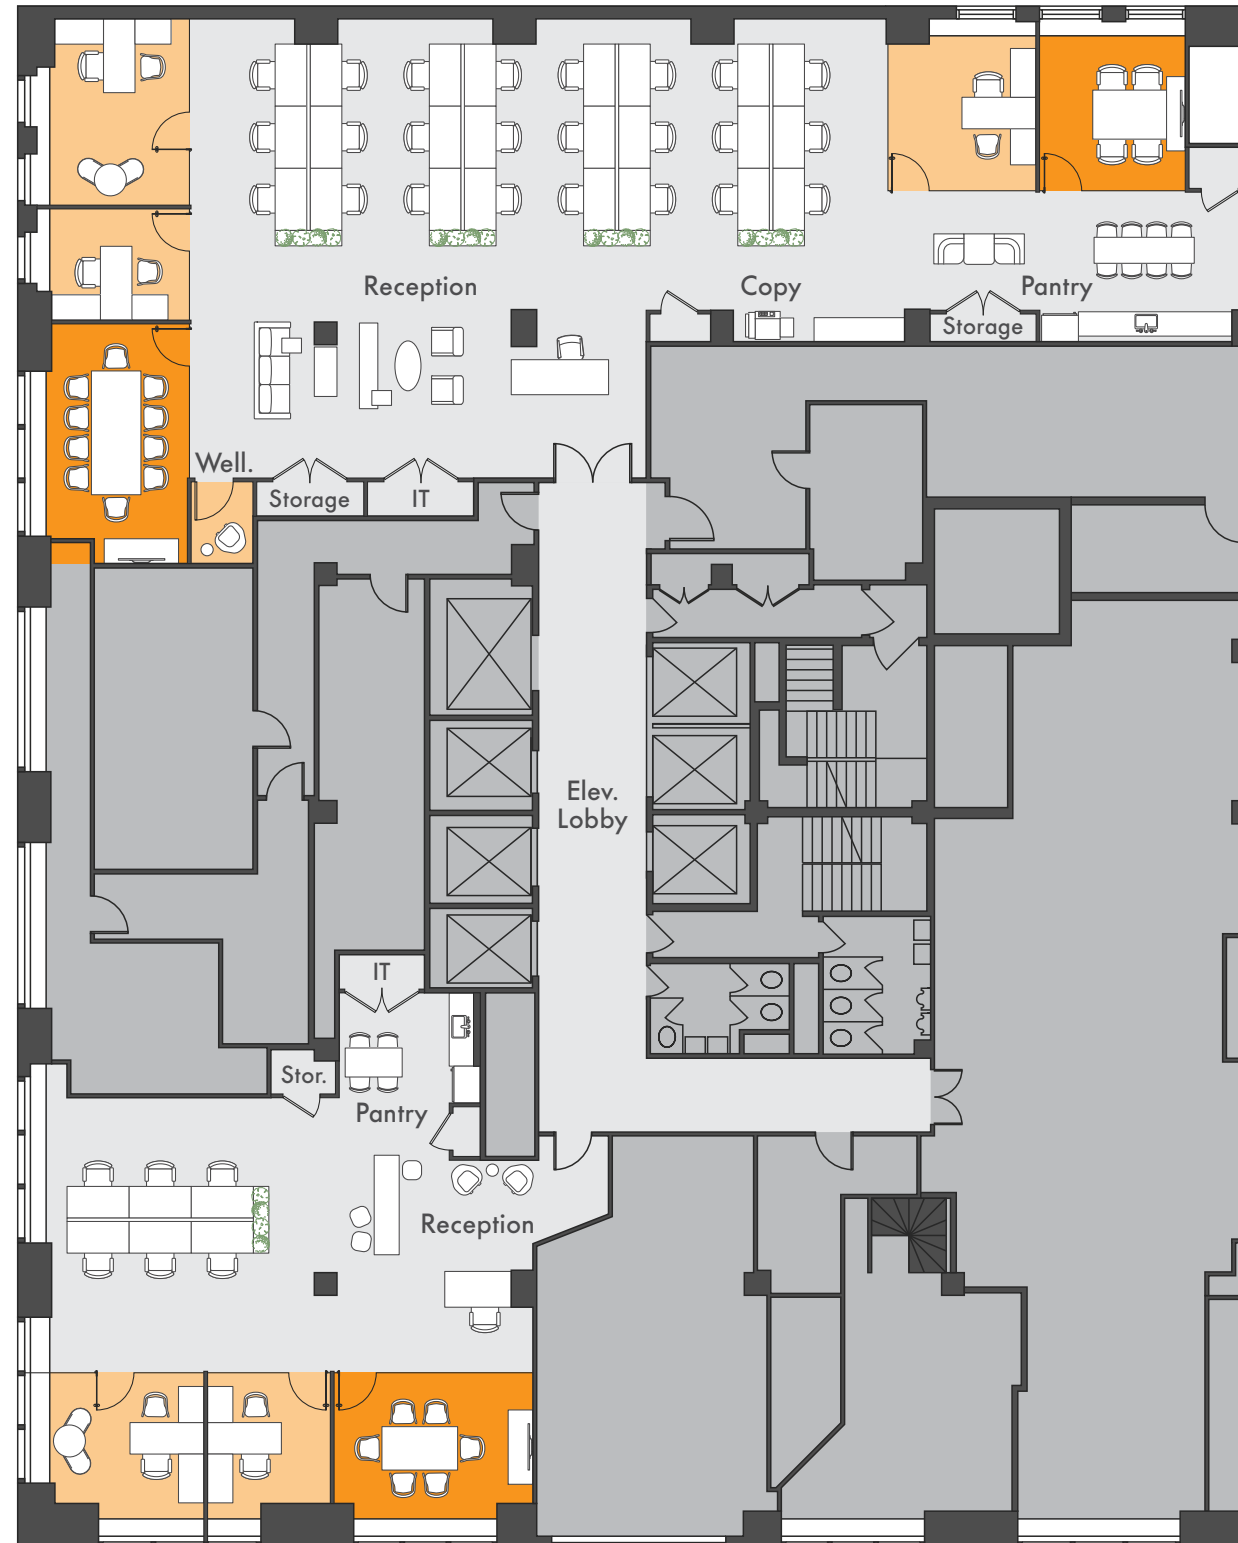 Reception
Copy
Pantry
Storage
Well.
Storage
IT
Elev.
Lobby
IT
Stor.
Pantry
Reception